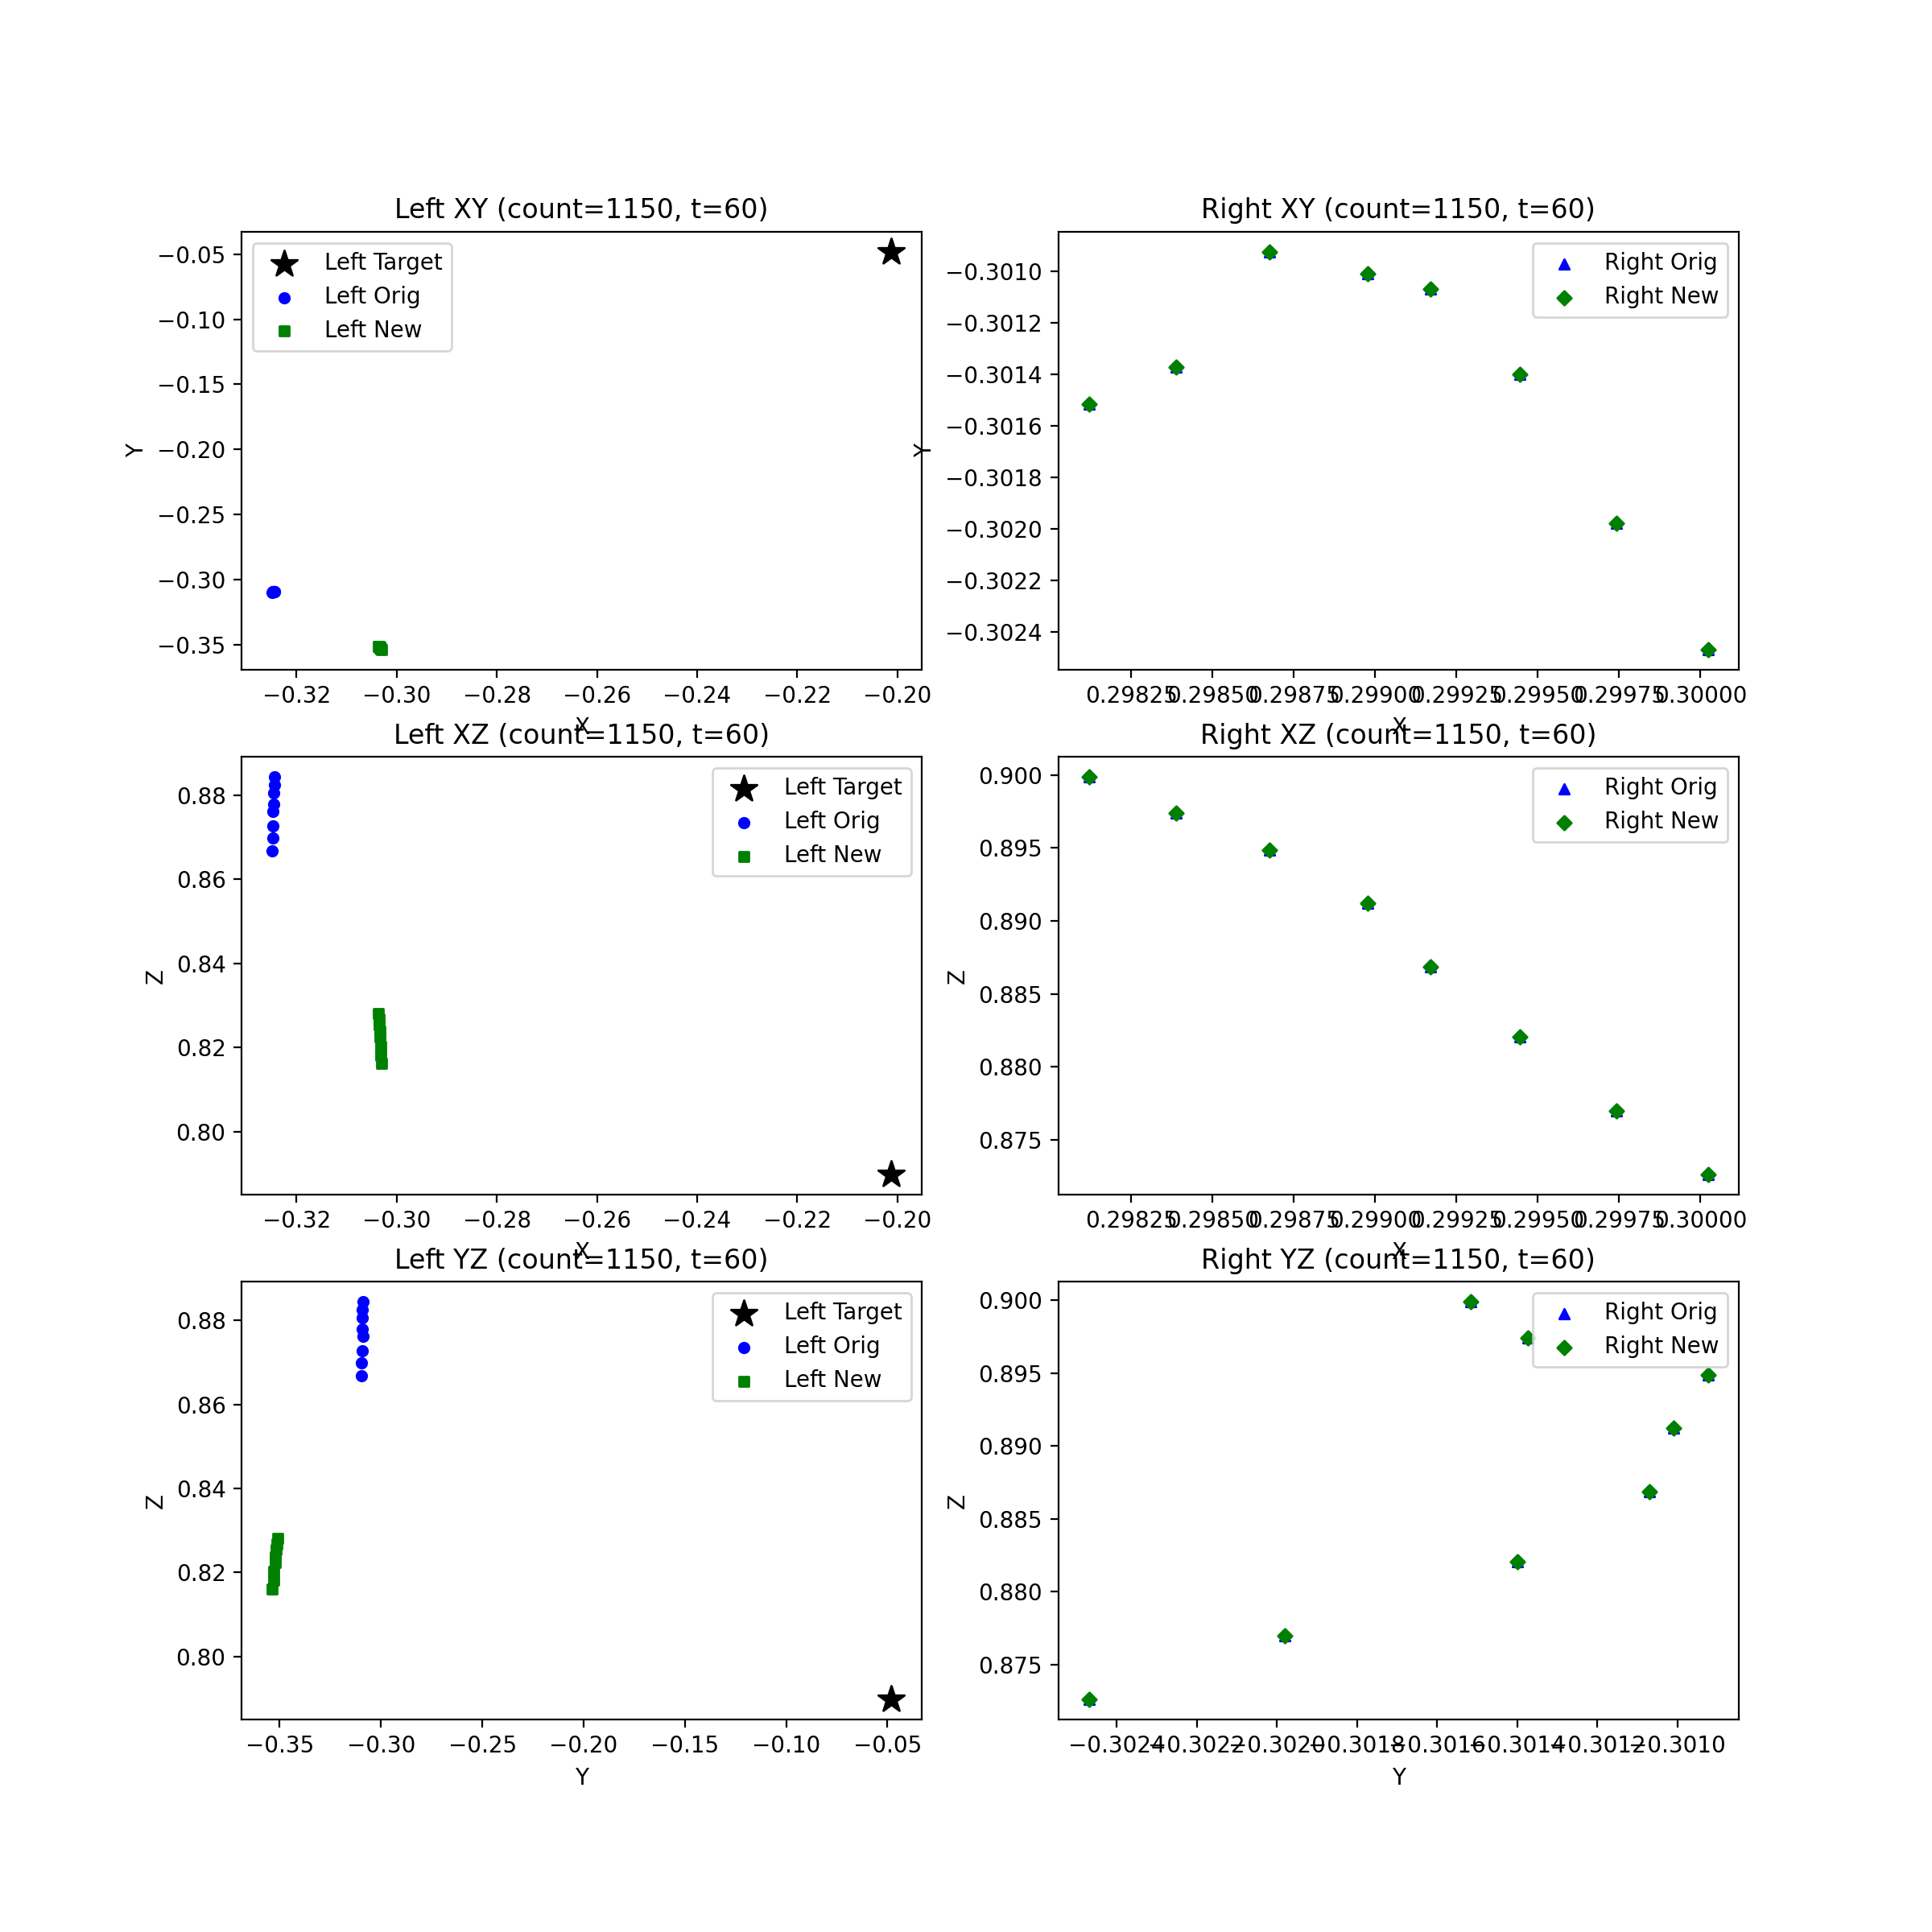 Left XY (count=1150, t=60)
Left Target
Left Orig
Left New
−0.05
−0.10
−0.15
−0.20
−0.25
−0.30
−0.35
Y
−0.32 −0.30 −0.28 −0.26 −0.24 −0.22 −0.20
X
Right XY (count=1150, t=60)
Right Orig
Right New
−0.3010
−0.3012
−0.3014
−0.3016
−0.3018
−0.3020
−0.3022
−0.3024
Y
0.29825 0.29850 0.29875 0.29900 0.29925 0.29950 0.29975 0.30000
X
Left XZ (count=1150, t=60)
Left Target
Left Orig
Left New
0.88
0.86
0.84
0.82
0.80
Z
−0.32 −0.30 −0.28 −0.26 −0.24 −0.22 −0.20
X
Right XZ (count=1150, t=60)
Right Orig
Right New
0.900
0.895
0.890
0.885
0.880
0.875
Z
0.29825 0.29850 0.29875 0.29900 0.29925 0.29950 0.29975 0.30000
X
Left YZ (count=1150, t=60)
Left Target
Left Orig
Left New
0.88
0.86
0.84
0.82
0.80
Z
−0.35 −0.30 −0.25 −0.20 −0.15 −0.10 −0.05
Y
Right YZ (count=1150, t=60)
Right Orig
Right New
0.900
0.895
0.890
0.885
0.880
0.875
Z
−0.3024 −0.3022 −0.3020 −0.3018 −0.3016 −0.3014 −0.3012 −0.3010
Y